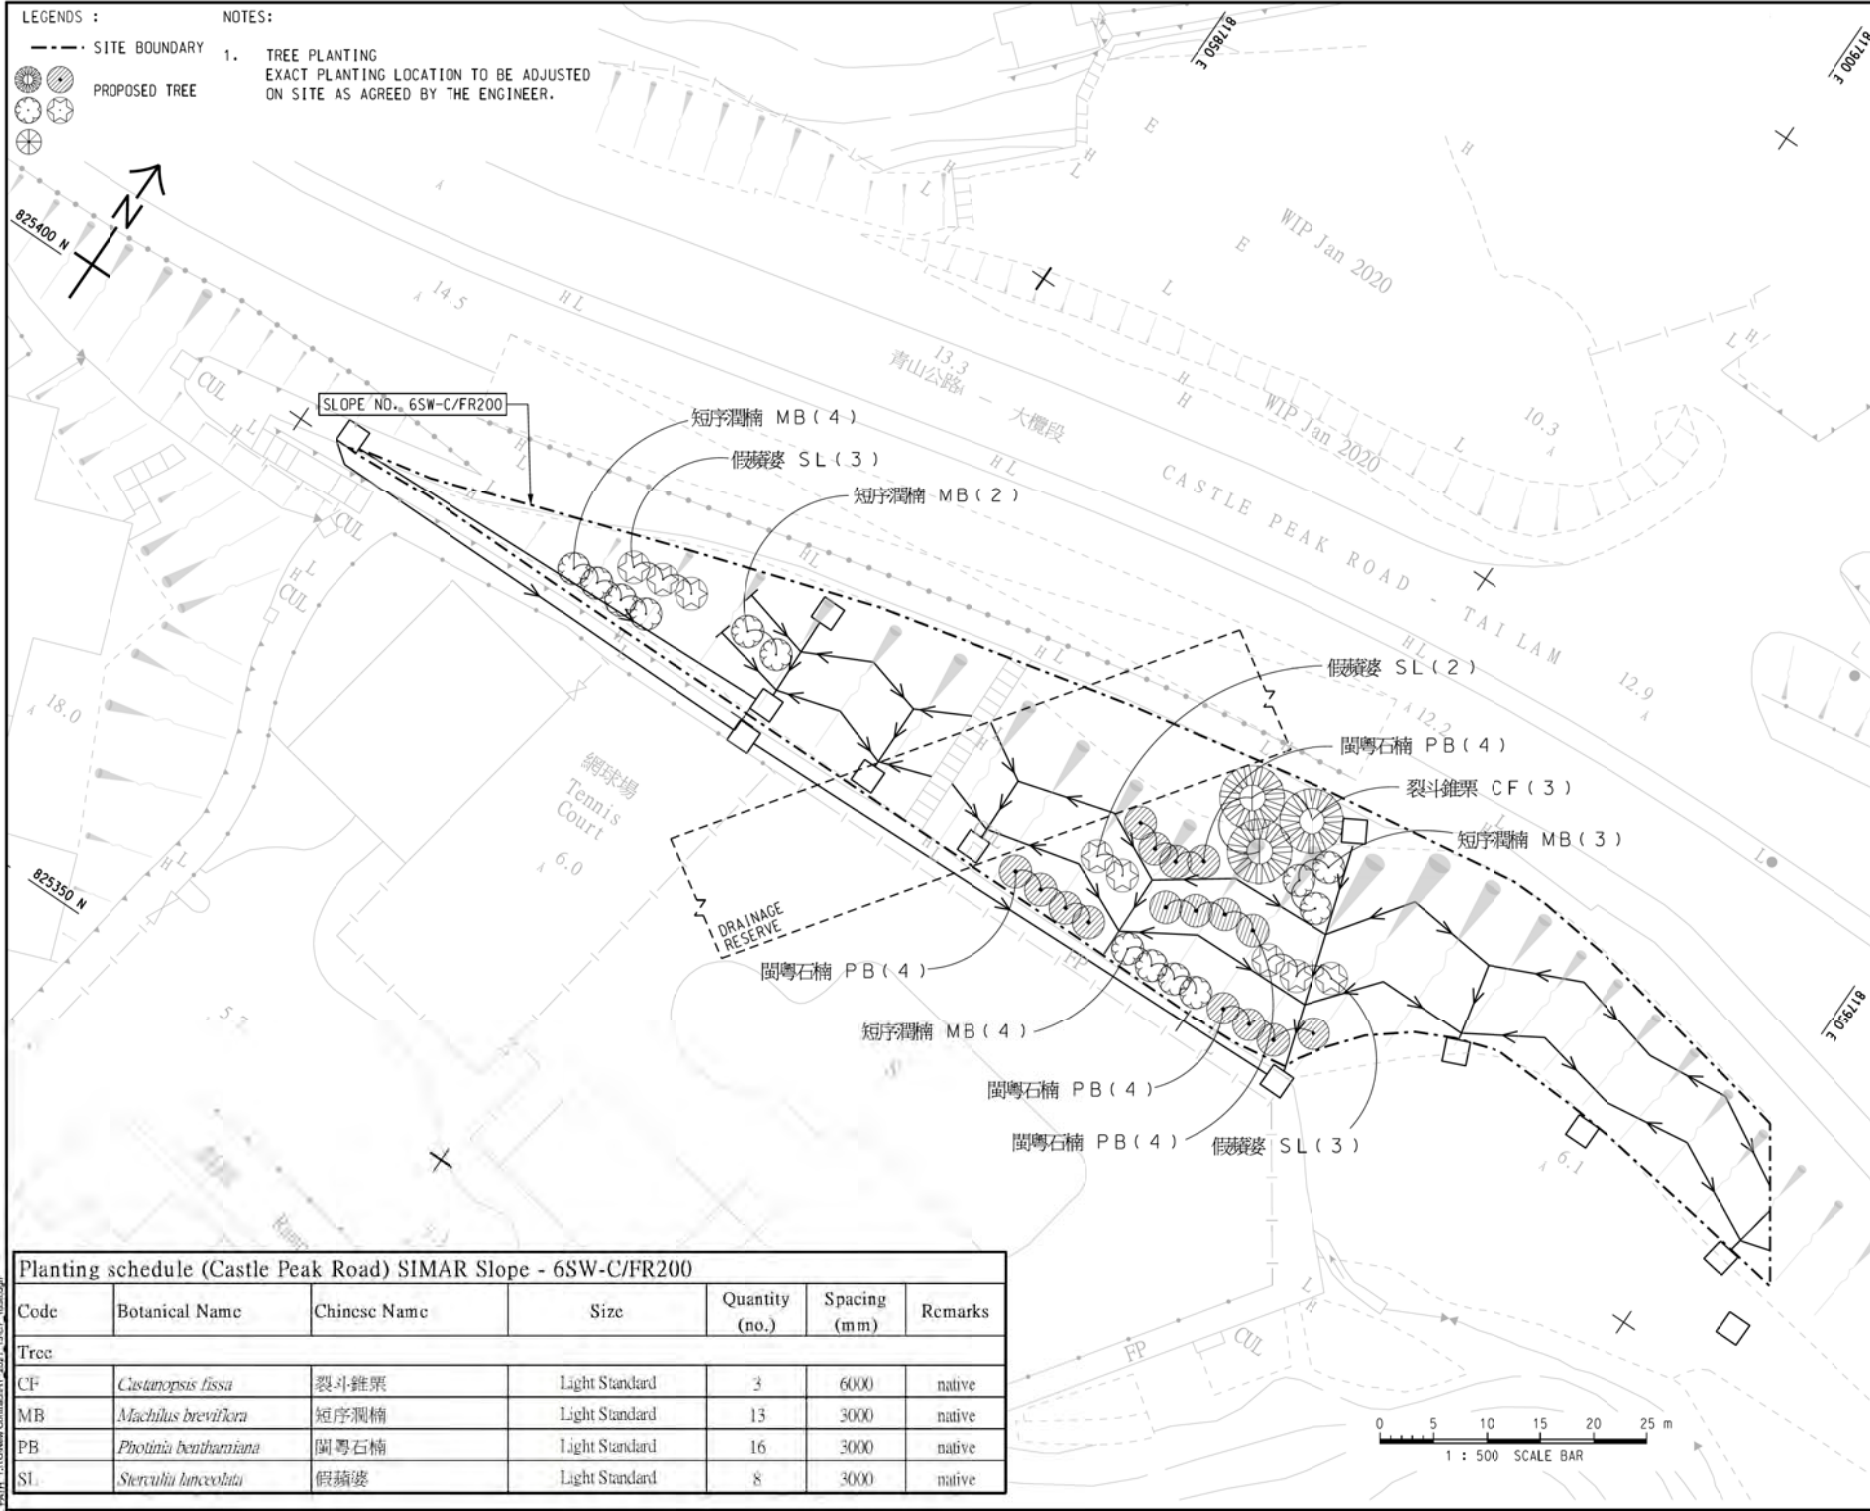 LEGENDS :
SITE BOUNDARY
PROPOSED TREE
NOTES:
1. TREE PLANTING
EXACT PLANTING LOCATION TO BE ADJUSTED
ON SITE AS AGREED BY THE ENGINEER.
817850 E
817900 E
N
825400 N
14.5
H L
WIP Jan 2020
13.3
青山公路 - 大欖段
WIP Jan 2020
10.3
CUL
SLOPE NO. 6SW-C/FR200
短序潤楠 MB(4)
假蘋婆 SL(3)
短序潤楠 MB(2)
CASTLE PEAK ROAD - TAI LAM
CUL
CUL
18.0
假蘋婆 SL(2)
12.9
12.2
閩粵石楠 PB(4)
裂斗錐栗 CF(3)
短序潤楠 MB(3)
網球場
Tennis
Court
6.0
825350 N
DRAINAGE
RESERVE
閩粵石楠 PB(4)
FP
817950 E
5.7
短序潤楠 MB(4)
閩粵石楠 PB(4)
閩粵石楠 PB(4)
假蘋婆 SL(3)
6.1
Ramp
FP
CUL
Planting schedule (Castle Peak Road) SIMAR Slope - 6SW-C/FR200
Code Botanical Name Chinese Name Size Quantity (no.) Spacing (mm) Remarks
Tree
CF Castanopsis fissa 裂斗錐栗 Light Standard 3 6000 native
MB Machilus breviflora 短序潤楠 Light Standard 13 3000 native
PB Photinia benthamiana 閩粵石楠 Light Standard 16 3000 native
SL Sterculia lanceolata 假蘋婆 Light Standard 8 3000 native
0 5 10 15 20 25 m
1 : 500 SCALE BAR